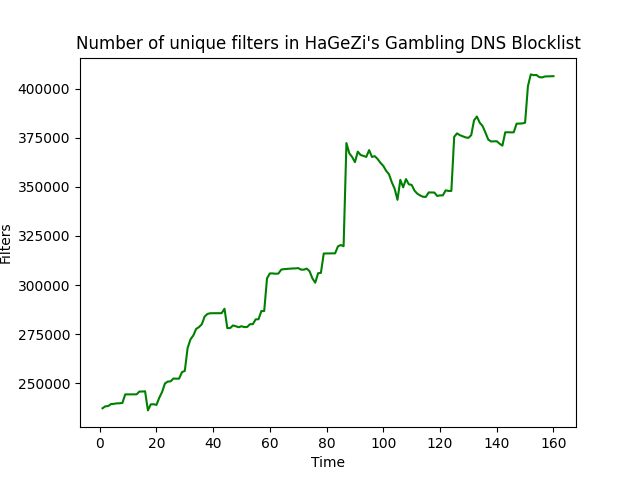 Number of unique filters in HaGeZi's Gambling DNS Blocklist
400000
375000
350000
325000
300000
275000
250000
Filters
0 20 40 60 80 100 120 140 160
Time